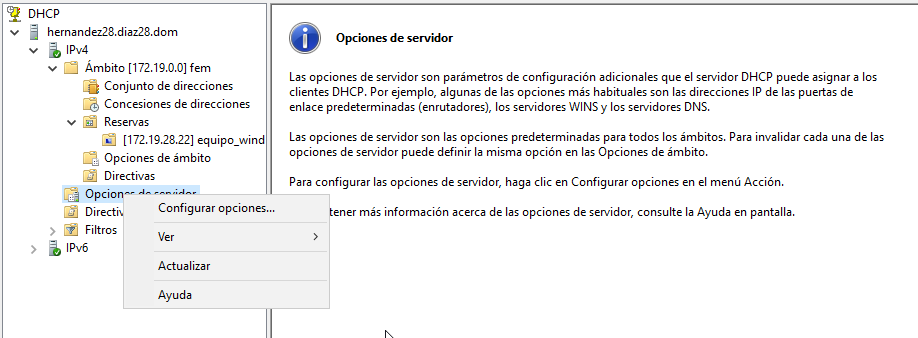 DHCP
hernandez28.diaz28.dom
IPv4
Ámbito [172.19.0.0] fem
Conjunto de direcciones
Concesiones de direcciones
Reservas
[172.19.28.22] equipo_wind
Opciones de ámbito
Directivas
Opciones de servidor
Directiv
Filtros
IPv6
Configurar opciones...
Ver
Actualizar
Ayuda
Opciones de servidor
Las opciones de servidor son parámetros de configuración adicionales que el servidor DHCP puede asignar a los
clientes DHCP. Por ejemplo, algunas de las opciones más habituales son las direcciones IP de las puertas de
enlace predeterminadas (enrutadores), los servidores WINS y los servidores DNS.
Las opciones de servidor son las opciones predeterminadas para todos los ámbitos. Para invalidar cada una de las
opciones de servidor puede definir la misma opción en las Opciones de ámbito.
Para configurar las opciones de servidor, haga clic en Configurar opciones en el menú Acción.
tener más información acerca de las opciones de servidor, consulte la Ayuda en pantalla.